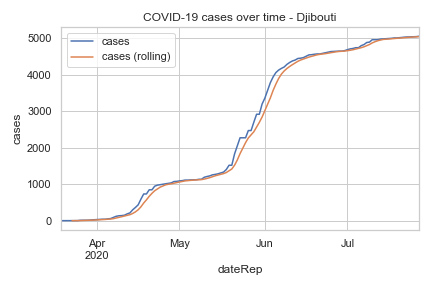 COVID-19 cases over time - Djibouti
cases
cases (rolling)
5000
4000
3000
2000
1000
0
cases
Apr
2020
May
Jun
Jul
dateRep